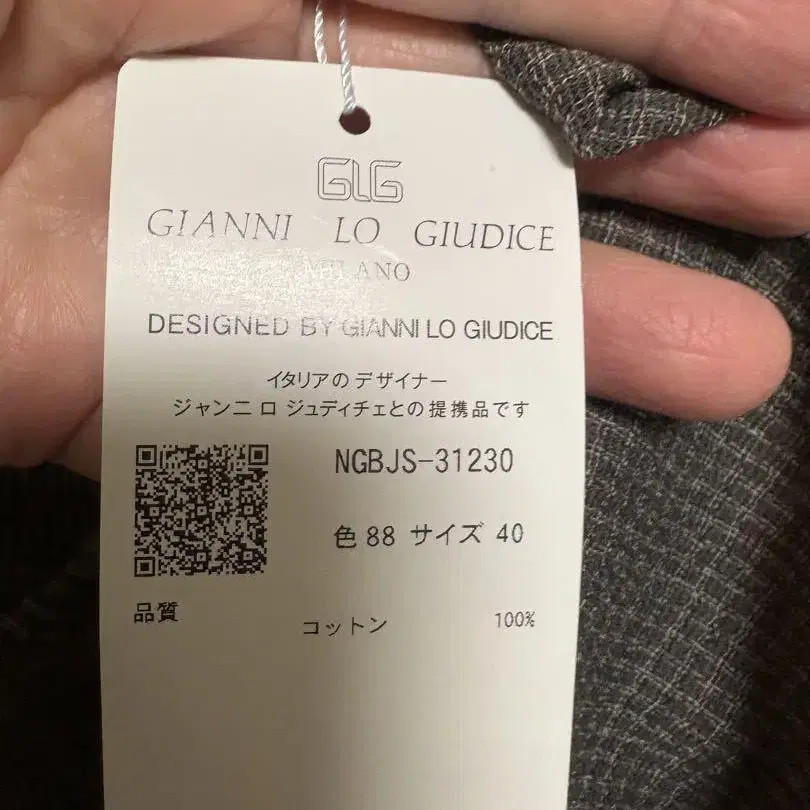 GLG
GIANNI LO GIUDICE
MILANO
DESIGNED BY GIANNI LO GIUDICE
イタリアの デザイナー
ジャンニ ロ ジュディチェとの提携品です
NGBJS-31230
色 88 サイズ 40
品質
コットン 100%